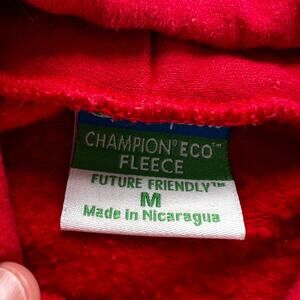 CHAMPION® ECO™
FLEECE
FUTURE FRIENDLY™
M
Made in Nicaragua